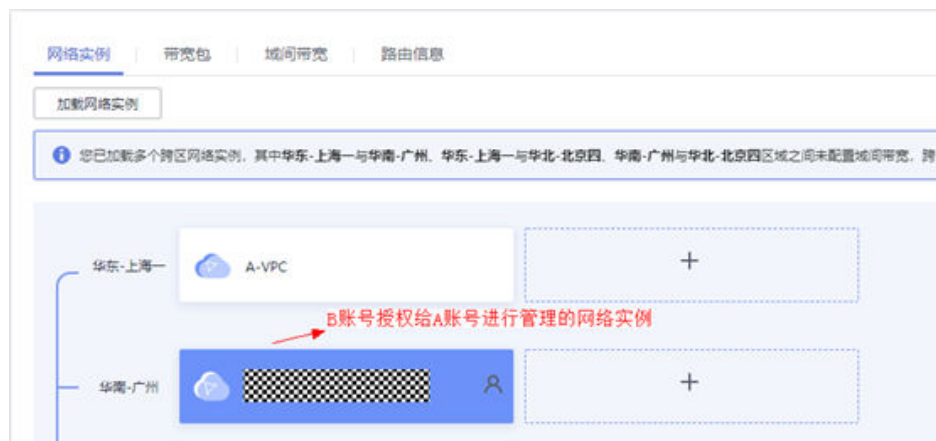 网络实例 带宽包 域间带宽 路由信息
加载网络实例
您已加载多个跨区网络实例，其中华东-上海一与华南-广州、华东-上海一与华北-北京四、华南-广州与华北-北京四区域之间未配置域间带宽，跨
华东-上海一 A-VPC +
B账号授权给A账号进行管理的网络实例
华南-广州 +